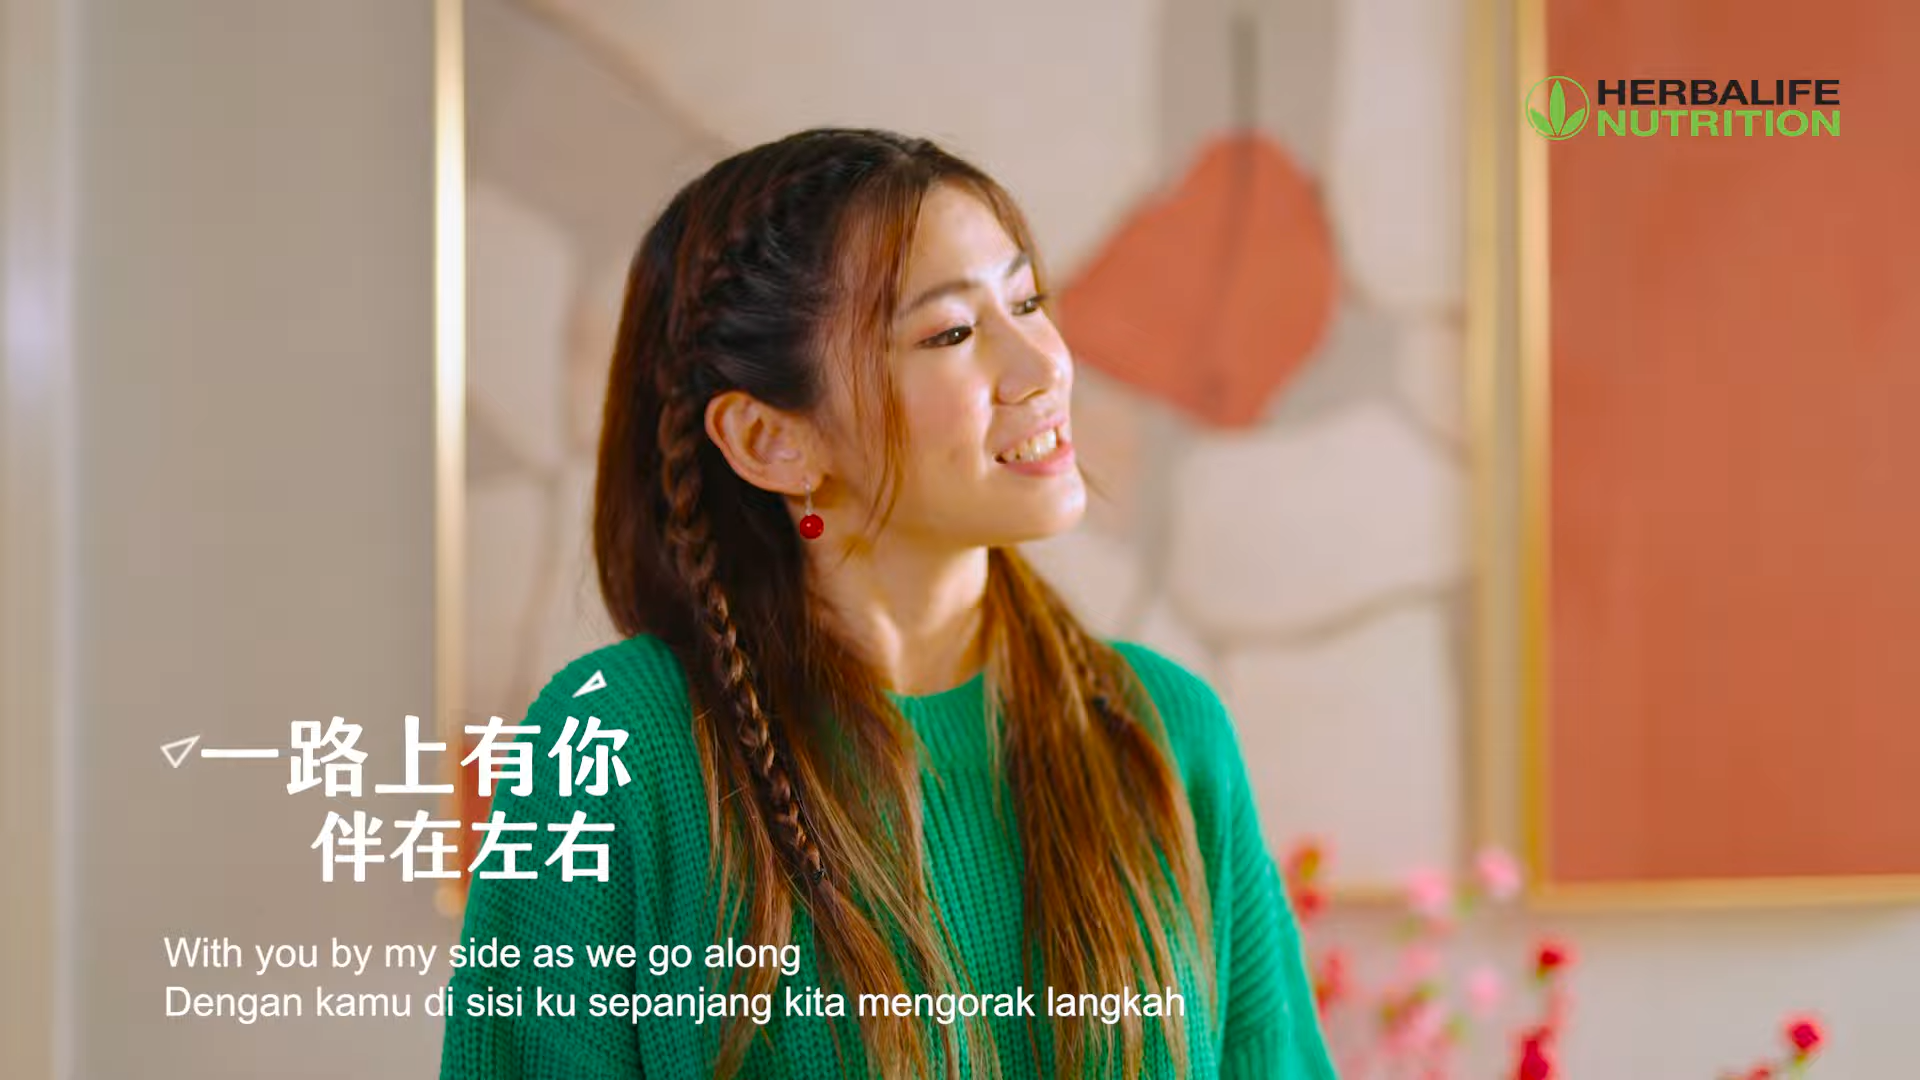 HERBALIFE
NUTRITION
一路上有你
伴在左右
With you by my side as we go along
Dengan kamu di sisi ku sepanjang kita mengorak langkah